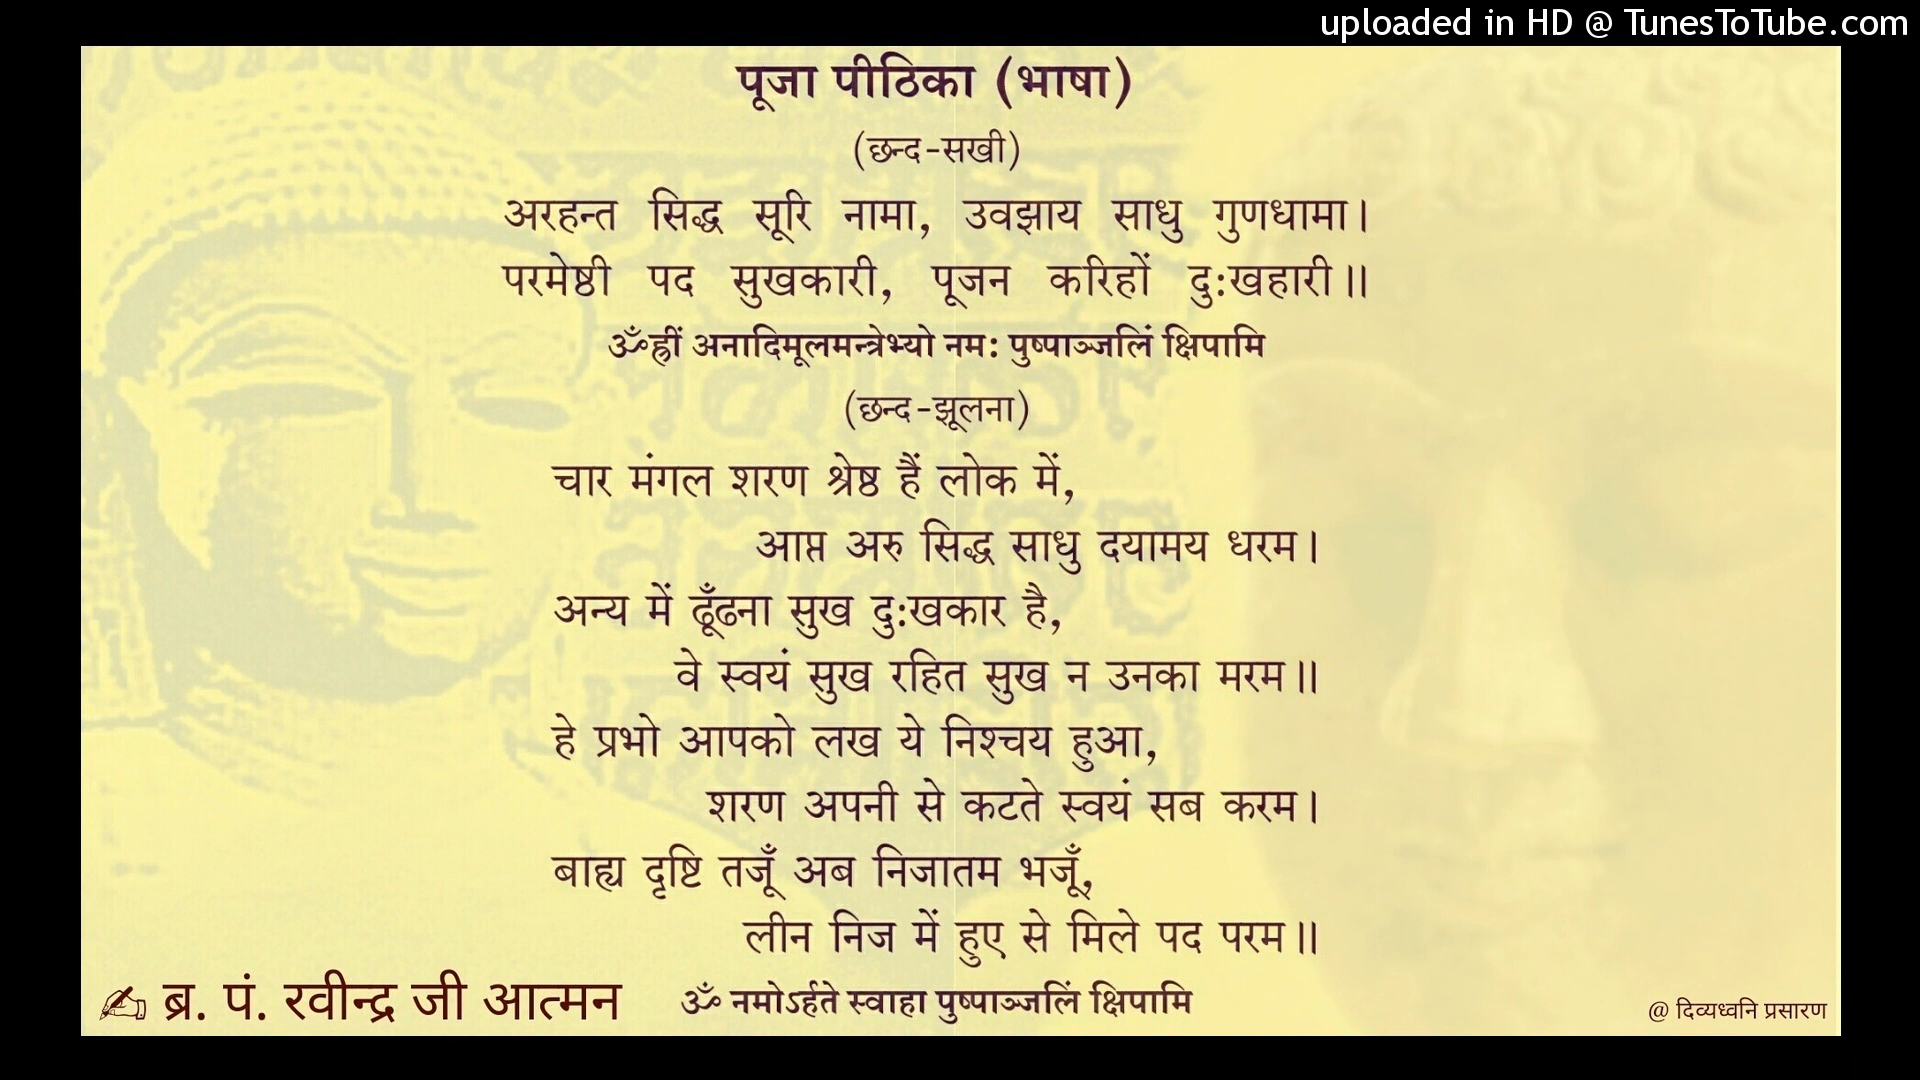 uploaded in HD @ TunesToTube.com
पूजा पीठिका (भाषा)
(छन्द-सखी)
अरहन्त सिद्ध सूरि नामा, उवझाय साधु गुणधामा।
परमेष्ठी पद सुखकारी, पूजन करिहों दु:खहारी॥
ॐ ह्रीं अनादिमूलमन्त्रेभ्यो नम: पुष्पाञ्जलिं क्षिपामि
(छन्द-झूलना)
चार मंगल शरण श्रेष्ठ हैं लोक में,
आप्त अरु सिद्ध साधु दयामय धरम।
अन्य में ढूँढना सुख दु:खकार है,
वे स्वयं सुख रहित सुख न उनका मरम॥
हे प्रभो आपको लख ये निश्चय हुआ,
शरण अपनी से कटते स्वयं सब करम।
बाह्य दृष्टि तजूँ अब निजातम भजूँ,
लीन निज में हुए से मिले पद परम॥
ॐ नमोऽर्हते स्वाहा पुष्पाञ्जलिं क्षिपामि
✍ ब्र. पं. रवीन्द्र जी आत्मन
@ दिव्यध्वनि प्रसारण